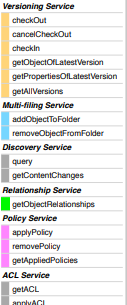 Versioning Service
checkOut
cancelCheckOut
checkIn
getObjectOfLatestVersion
getPropertiesOfLatestVersion
getAllVersions
Multi-filing Service
addObjectToFolder
removeObjectFromFolder
Discovery Service
query
getContentChanges
Relationship Service
getObjectRelationships
Policy Service
applyPolicy
removePolicy
getAppliedPolicies
ACL Service
getACL
applyACL